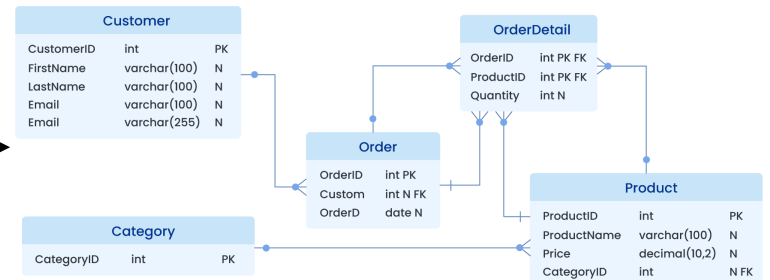 Customer
CustomerID int PK
FirstName varchar(100) N
LastName varchar(100) N
Email varchar(100) N
Email varchar(255) N
OrderDetail
OrderID int PK FK
ProductID int PK FK
Quantity int N
Order
OrderID int PK
Custom int N FK
OrderD date N
Category
CategoryID int PK
Product
ProductID int PK
ProductName varchar(100) N
Price decimal(10,2) N
CategoryID int N FK